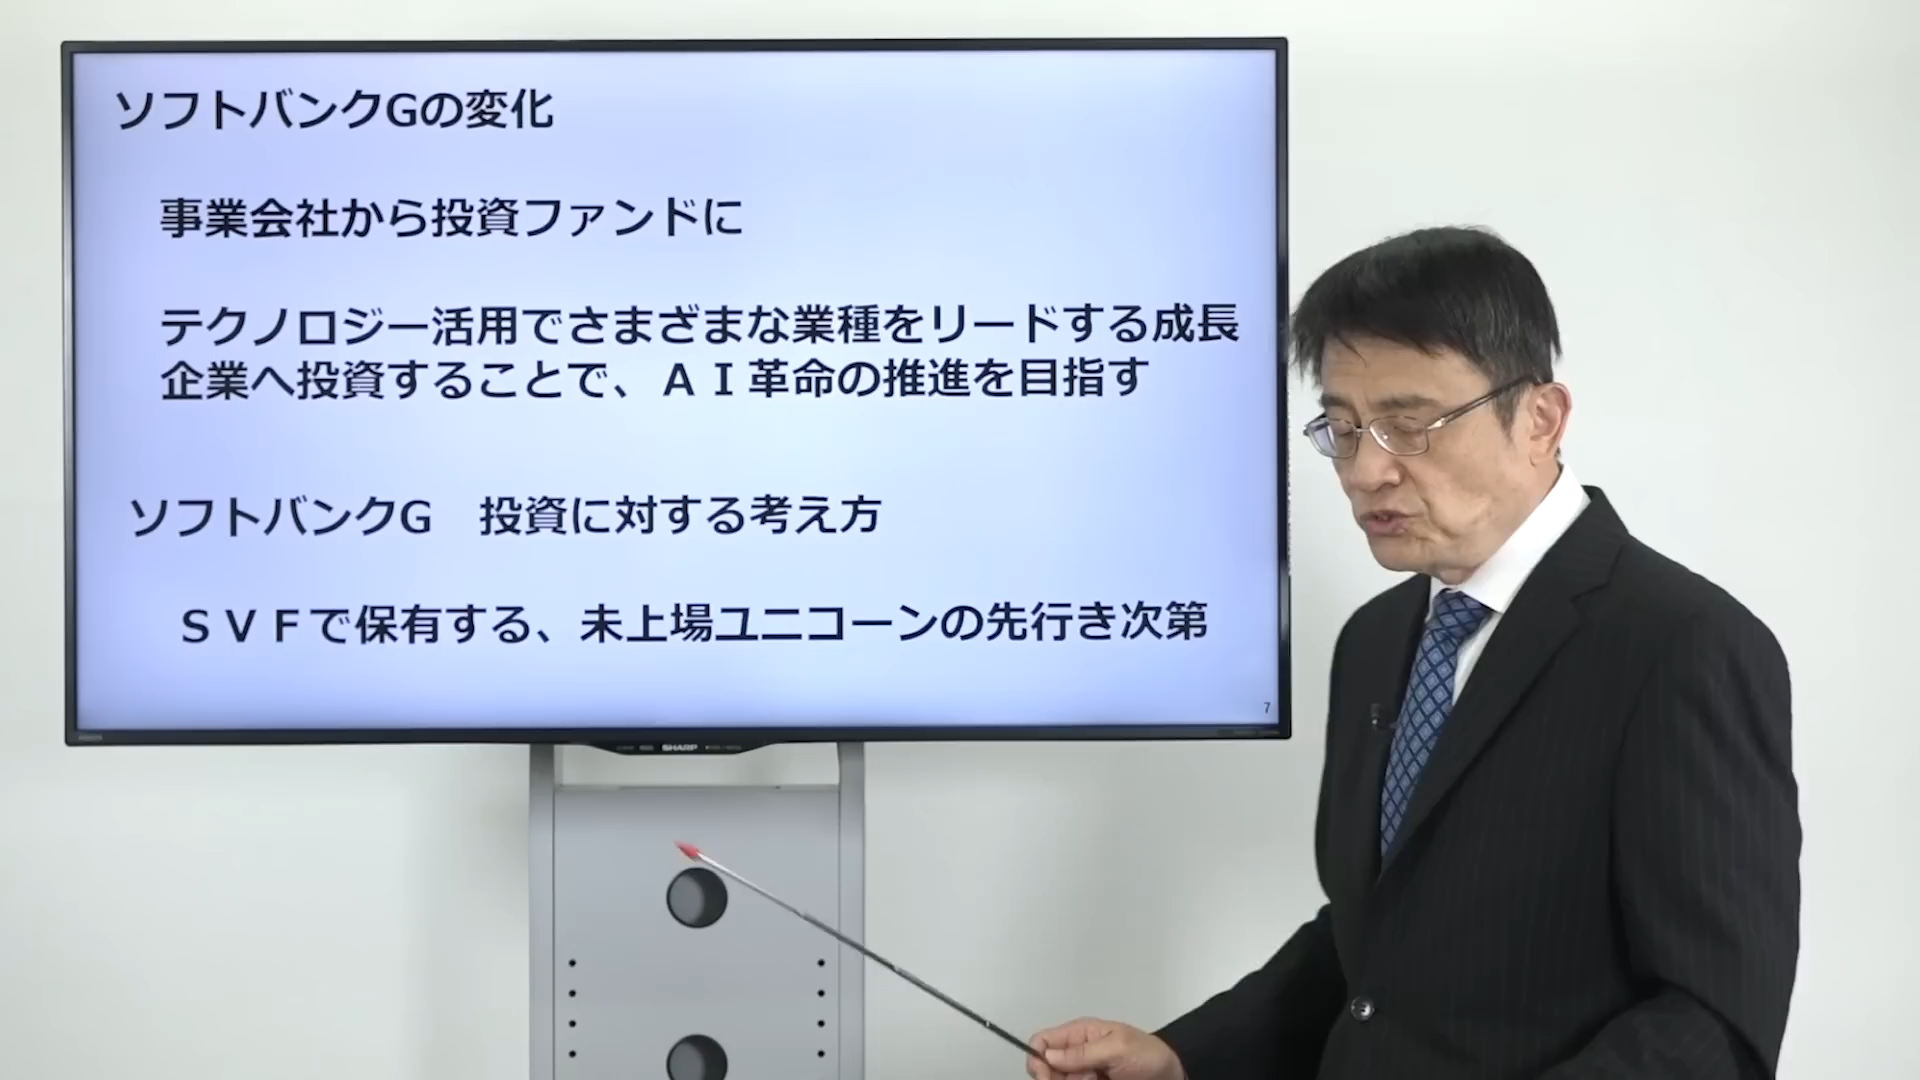 ソフトバンクGの変化
事業会社から投資ファンドに
テクノロジー活用でさまざまな業種をリードする成長
企業へ投資することで、ＡＩ革命の推進を目指す
ソフトバンクG　投資に対する考え方
ＳＶＦで保有する、未上場ユニコーンの先行き次第
7
SHARP